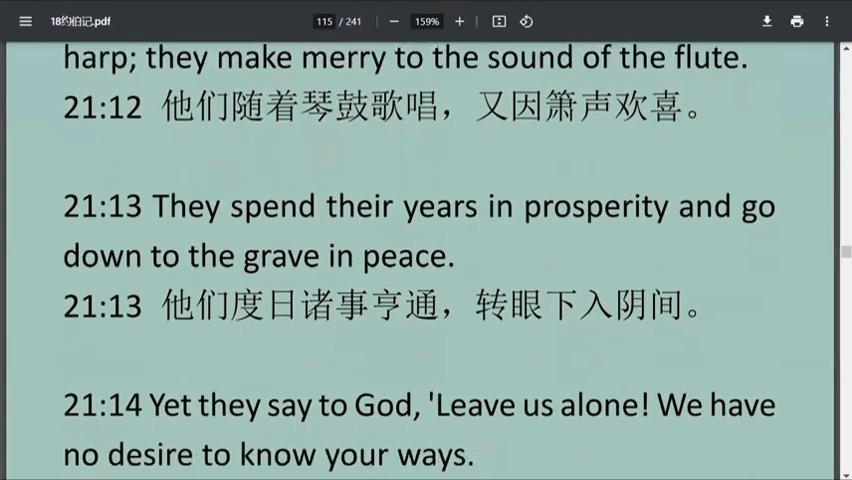 18约伯记.pdf
115 / 241
159%
harp; they make merry to the sound of the flute.
21:12 他们随着琴鼓歌唱，又因箫声欢喜。
21:13 They spend their years in prosperity and go
down to the grave in peace.
21:13 他们度日诸事亨通，转眼下入阴间。
21:14 Yet they say to God, 'Leave us alone! We have
no desire to know your ways.